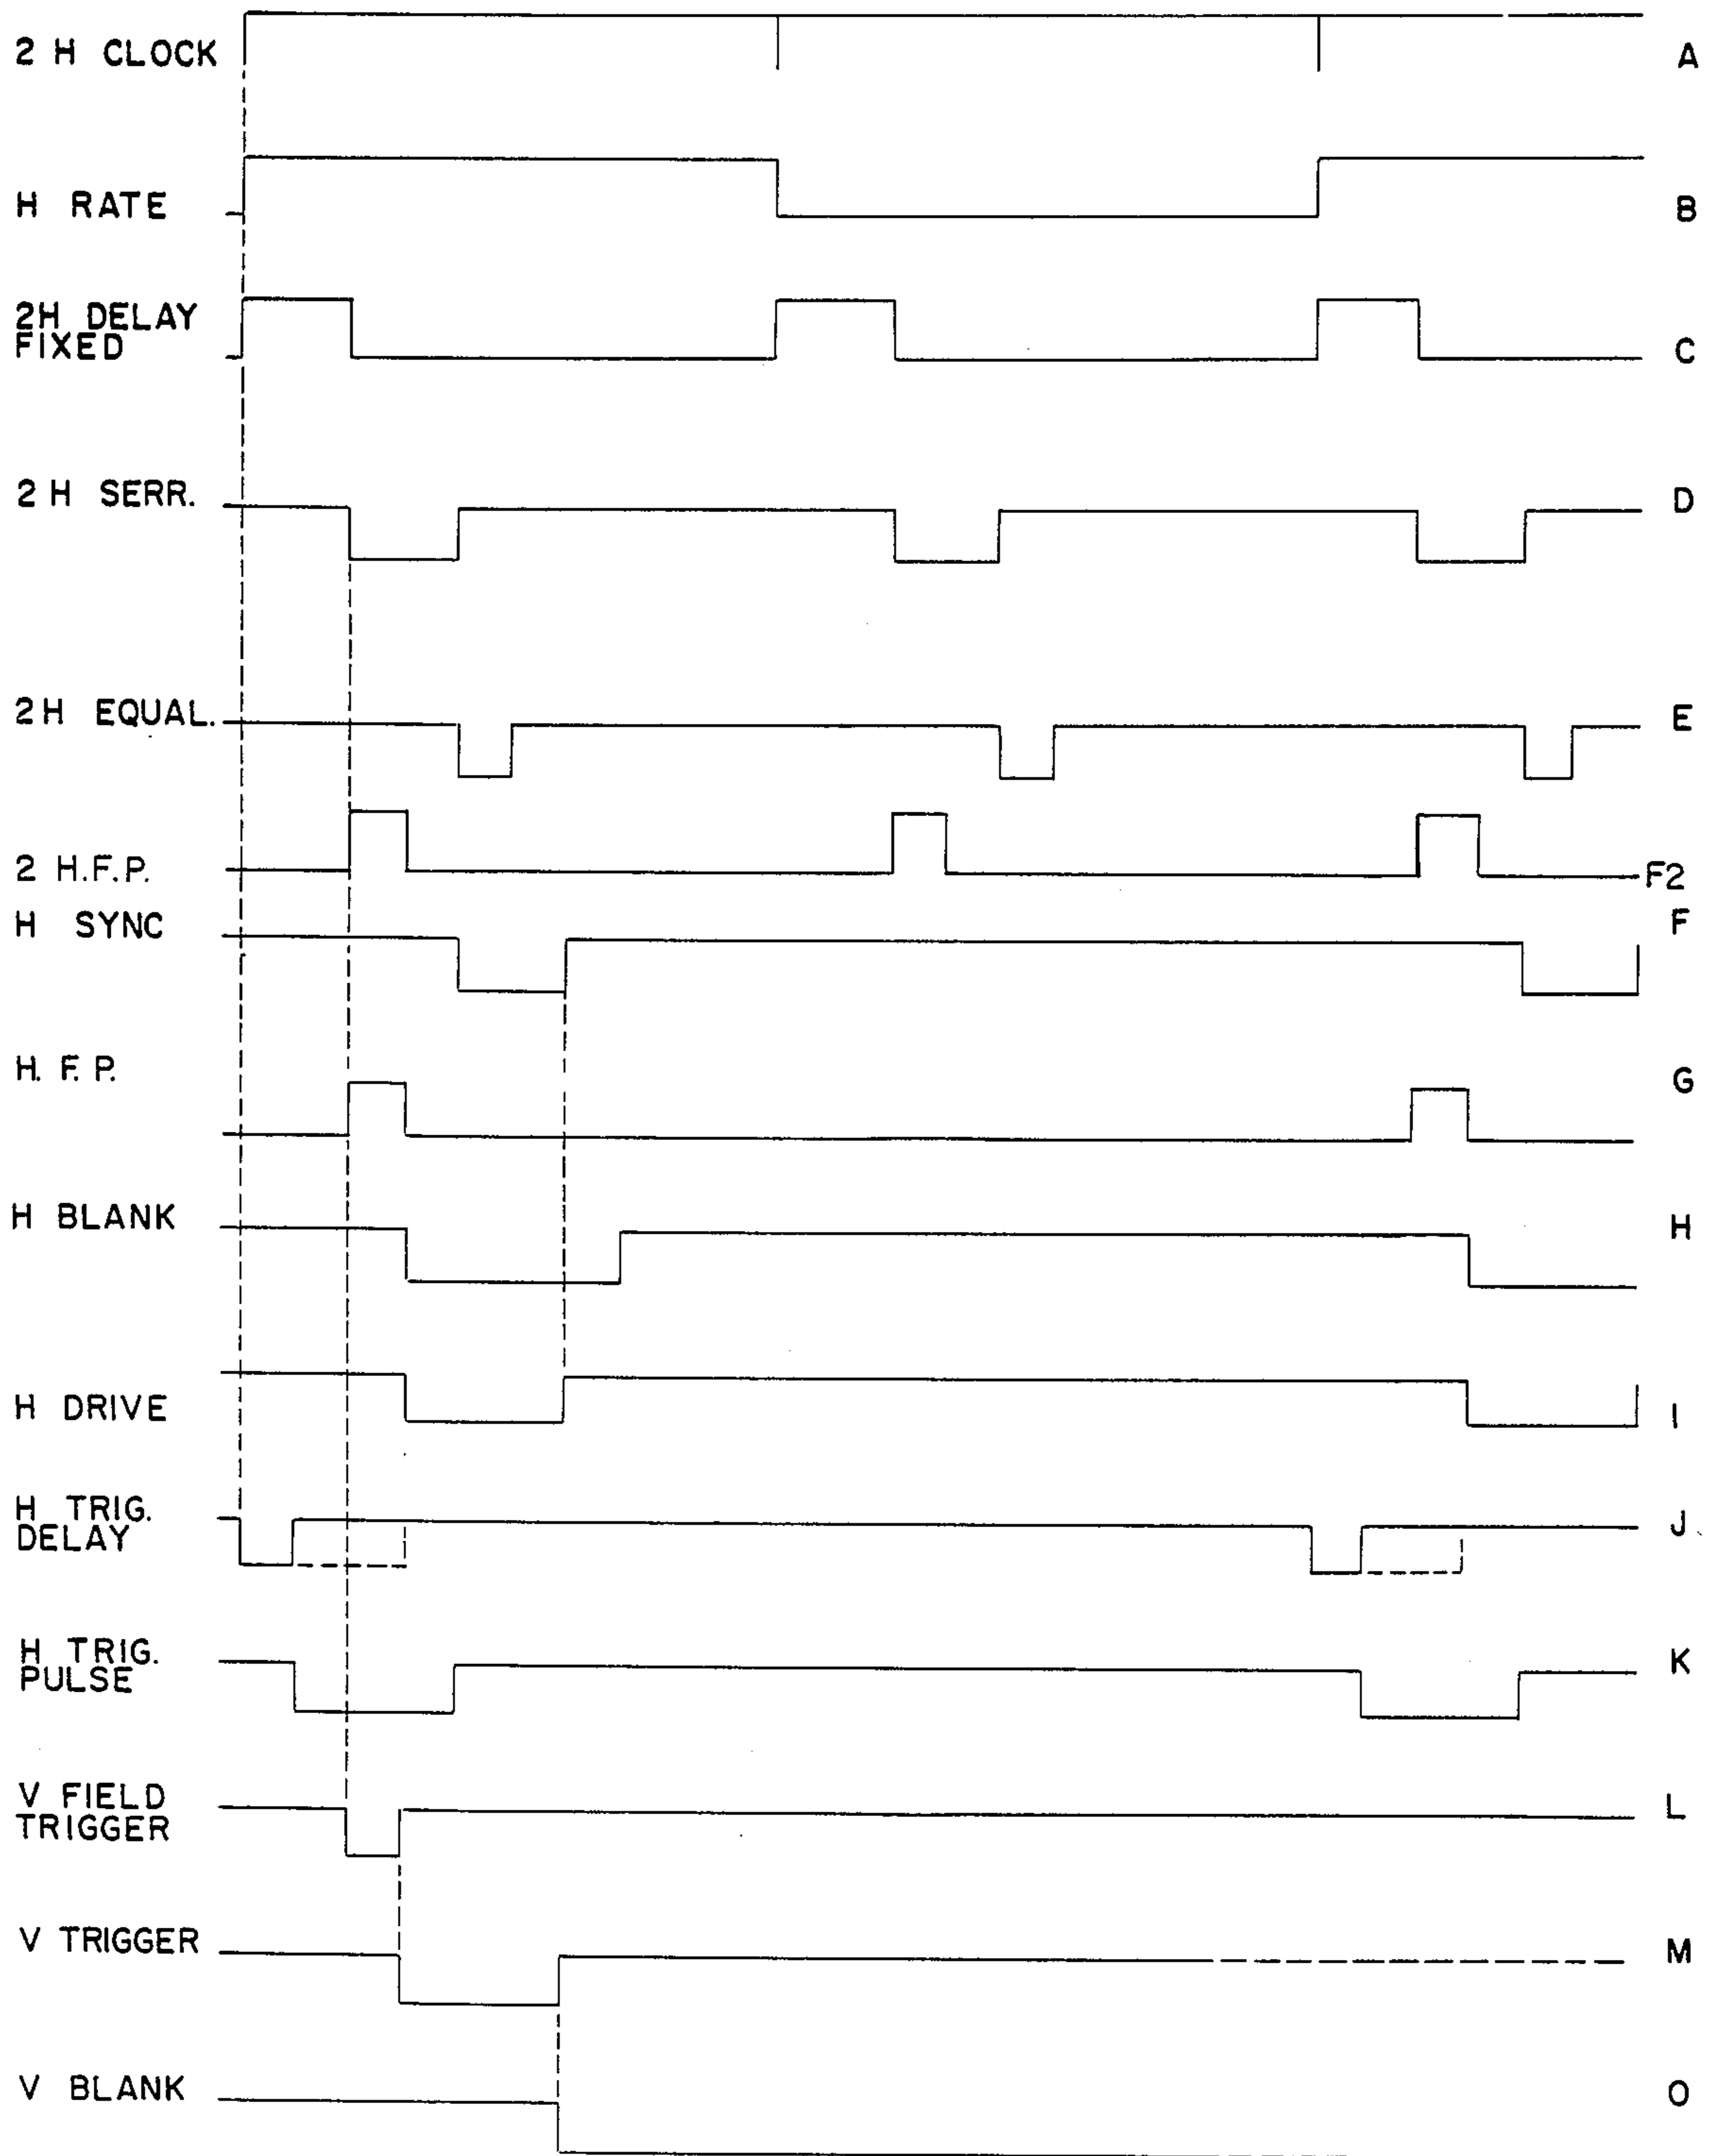 2 H CLOCK A
H RATE B
2H DELAY
FIXED C
2 H SERR. D
2H EQUAL. E
2 H.F.P. F2
H SYNC F
H. F. P. G
H BLANK H
H DRIVE I
H TRIG.
DELAY J
H TRIG.
PULSE K
V FIELD
TRIGGER L
V TRIGGER M
V BLANK O